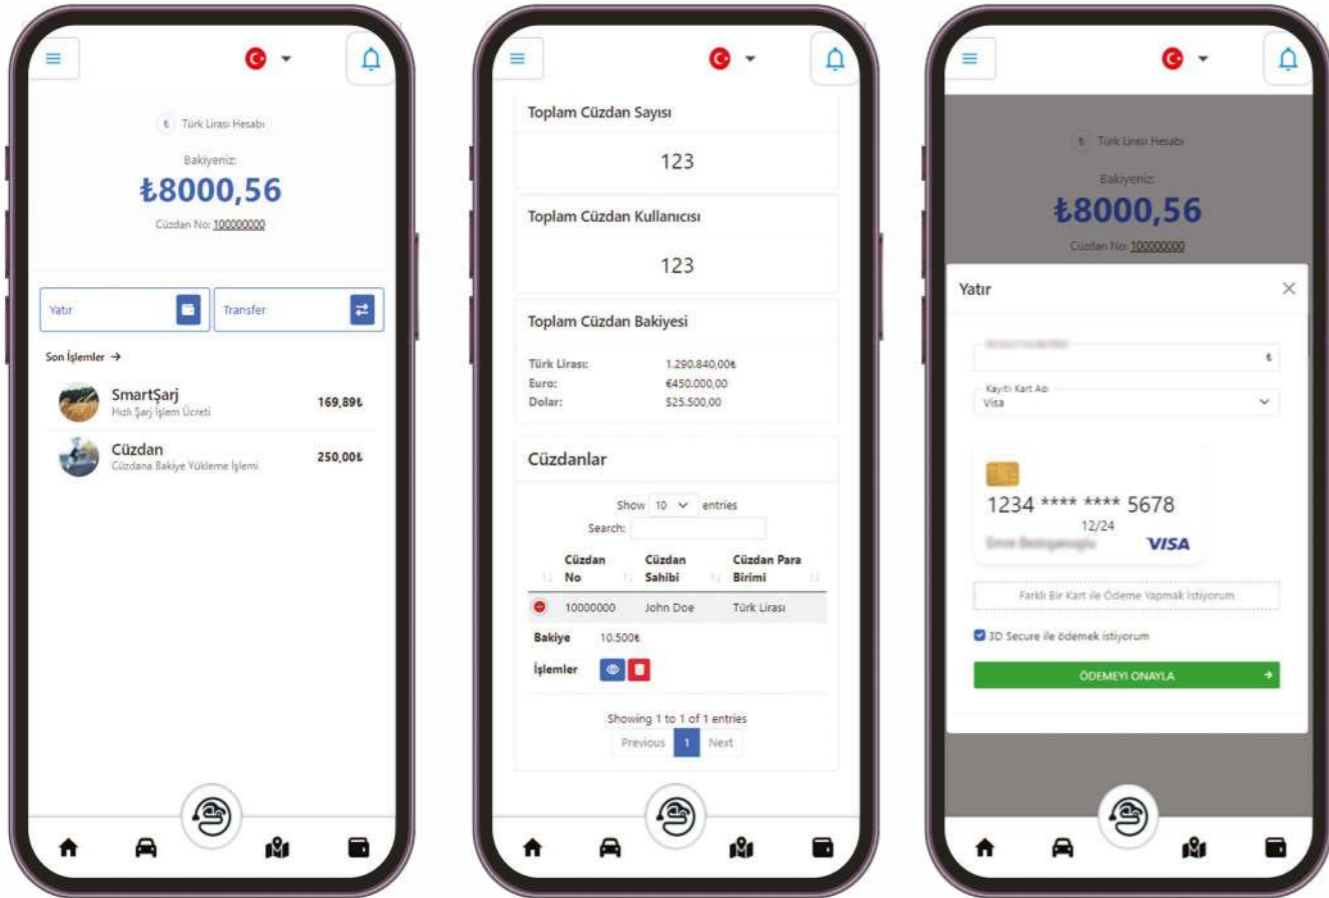 ₺ Türk Lirası Hesabı
Bakiyeniz:
₺8000,56
Cüzdan No: 100000000
Yatır
Transfer
Son İşlemler →
SmartŞarj
Hızlı Şarj İşlem Ücreti
169,89₺
Cüzdan
Cüzdana Bakiye Yükleme İşlemi
250,00₺
Toplam Cüzdan Sayısı
123
Toplam Cüzdan Kullanıcısı
123
Toplam Cüzdan Bakiyesi
Türk Lirası: 1.290.840,00₺
Euro: €450.000,00
Dolar: $25.500,00
Cüzdanlar
Show 10 entries
Search:
Cüzdan No
Cüzdan Sahibi
Cüzdan Para Birimi
10000000 John Doe Türk Lirası
Bakiye 10.500₺
İşlemler
Showing 1 to 1 of 1 entries
Previous 1 Next
₺ Türk Lirası Hesabı
Bakiyeniz:
₺8000,56
Cüzdan No: 100000000
Yatır
₺
Kayıtlı Kart Adı
Visa
1234 **** **** 5678
12/24
VISA
Farklı Bir Kart ile Ödeme Yapmak İstiyorum
3D Secure ile ödemek istiyorum
ÖDEMEYİ ONAYLA